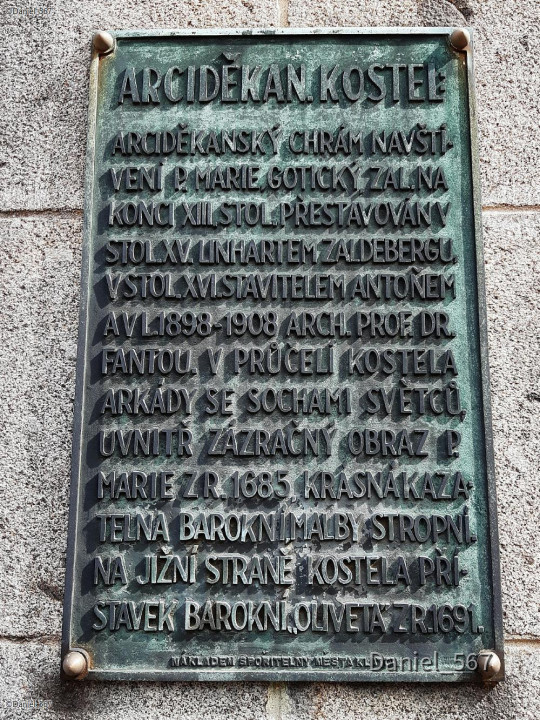 Daniel_567
ARCIDĚKAN. KOSTEL
ARCIDĚKANSKÝ CHRÁM NAVŠTÍ-
VENÍ P. MARIE GOTICKÝ, ZAL. NA
KONCI XIII. STOL. PŘESTAVOVÁN V
STOL. XV. LINHARTEM Z ALDEBERGU
V STOL. XVI. STAVITELEM ANTOŇEM
A V L. 1898-1908 ARCH. PROF. DR.
FANTOU. V PRŮČELÍ KOSTELA
ARKÁDY SE SOCHAMI SVĚTCŮ,
UVNITŘ ZÁZRAČNÝ OBRAZ P.
MARIE Z R. 1685, KRÁSNÁ KAZA-
TELNA BAROKNÍ MALBY STROPNÍ.
NA JIŽNÍ STRANĚ KOSTELA PŘÍ-
STAVEK BAROKNÍ „OLIVETA“ Z R. 1691.
NÁKLADEM SPOŘITELNY MĚSTA
Daniel_567
Daniel_567